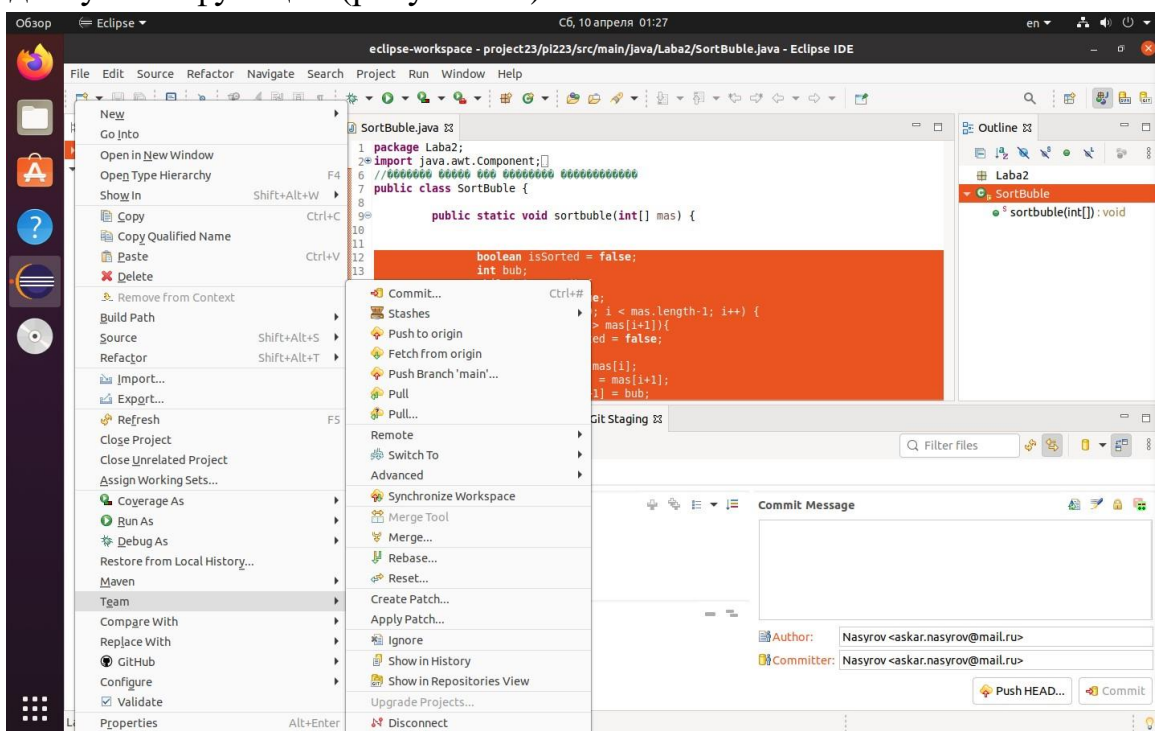 Обзор
Eclipse
Сб, 10 апреля 01:27
en
eclipse-workspace - project23/pi223/src/main/java/Laba2/SortBuble.java - Eclipse IDE
File Edit Source Refactor Navigate Search Project Run Window Help
New
Go Into
Open in New Window
Open Type Hierarchy F4
Show In Shift+Alt+W
Copy Ctrl+C
Copy Qualified Name
Paste Ctrl+V
Delete
Remove from Context
Build Path
Source Shift+Alt+S
Refactor Shift+Alt+T
Import...
Export...
Refresh F5
Close Project
Close Unrelated Project
Assign Working Sets...
Coverage As
Run As
Debug As
Restore from Local History...
Maven
Team
Compare With
Replace With
GitHub
Configure
Validate
Properties Alt+Enter
Commit... Ctrl+#
Stashes
Push to origin
Fetch from origin
Push Branch 'main'...
Pull
Pull...
Remote
Switch To
Advanced
Synchronize Workspace
Merge Tool
Merge...
Rebase...
Reset...
Create Patch...
Apply Patch...
Ignore
Show in History
Show in Repositories View
Upgrade Projects...
Disconnect
SortBuble.java
1 package Laba2;
2 import java.awt.Component;
6 //������� ����� ��� �������� ������������
7 public class SortBuble {
8
9 public static void sortbuble(int[] mas) {
10
11
12 boolean isSorted = false;
13 int bub;
e;
; i < mas.length-1; i++) {
> mas[i+1]){
ed = false;
mas[i];
= mas[i+1];
1] = bub;
Outline
Laba2
SortBuble
sortbuble(int[]) : void
Git Staging
Filter files
Commit Message
Author: Nasyrov <askar.nasyrov@mail.ru>
Committer: Nasyrov <askar.nasyrov@mail.ru>
Push HEAD...
Commit